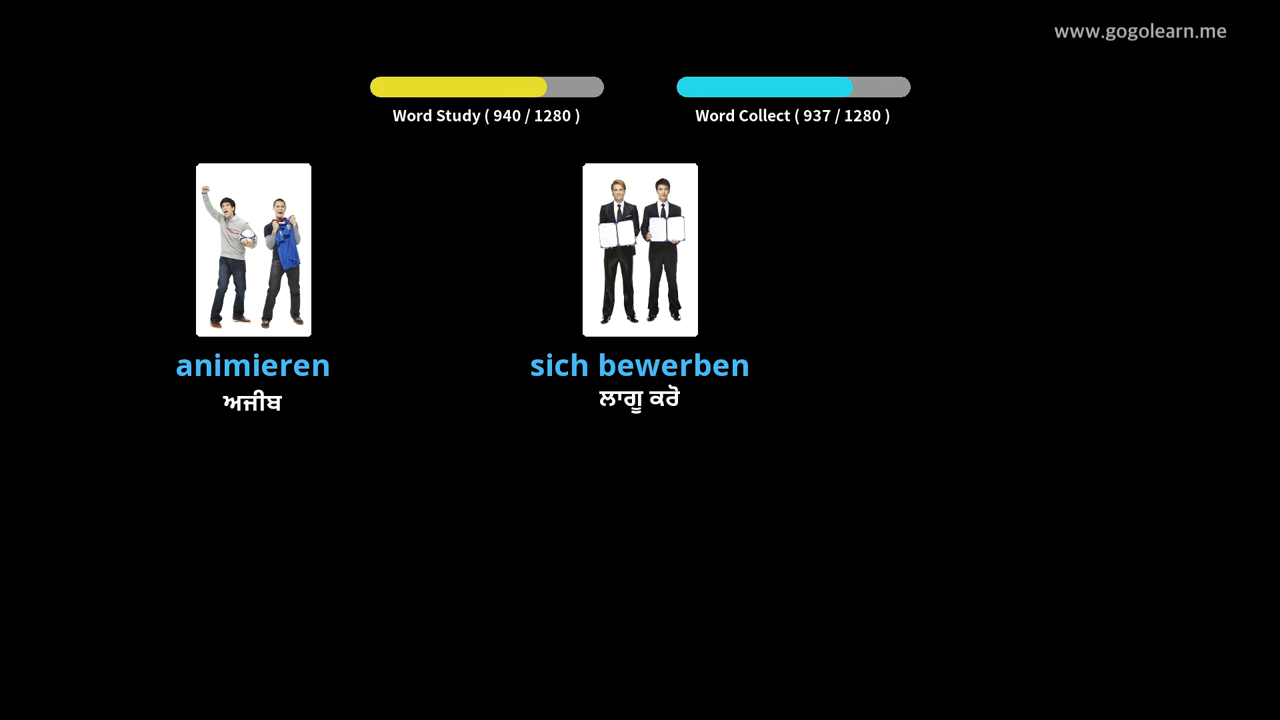 www.gogolearn.me
Word Study ( 940 / 1280 )
Word Collect ( 937 / 1280 )
animieren
ਅਜੀਬ
sich bewerben
ਲਾਗੂ ਕਰੋ